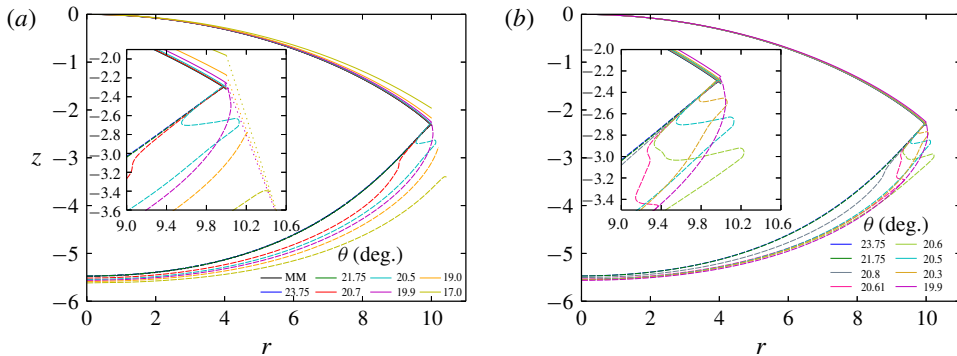 (a)
0
−1
−2
z
−3
−4
−5
−6
−2.0
−2.2
−2.4
−2.6
−2.8
−3.0
−3.2
−3.4
−3.6
9.0 9.4 9.8 10.2 10.6
θ (deg.)
MM 21.75 20.5 19.0
23.75 20.7 19.9 17.0
0 2 4 6 8 10
r
(b)
0
−1
−2
−3
−4
−5
−6
−2.0
−2.2
−2.4
−2.6
−2.8
−3.0
−3.2
−3.4
9.0 9.4 9.8 10.2 10.6
θ (deg.)
23.75 20.6
21.75 20.5
20.8 20.3
20.61 19.9
0 2 4 6 8 10
r